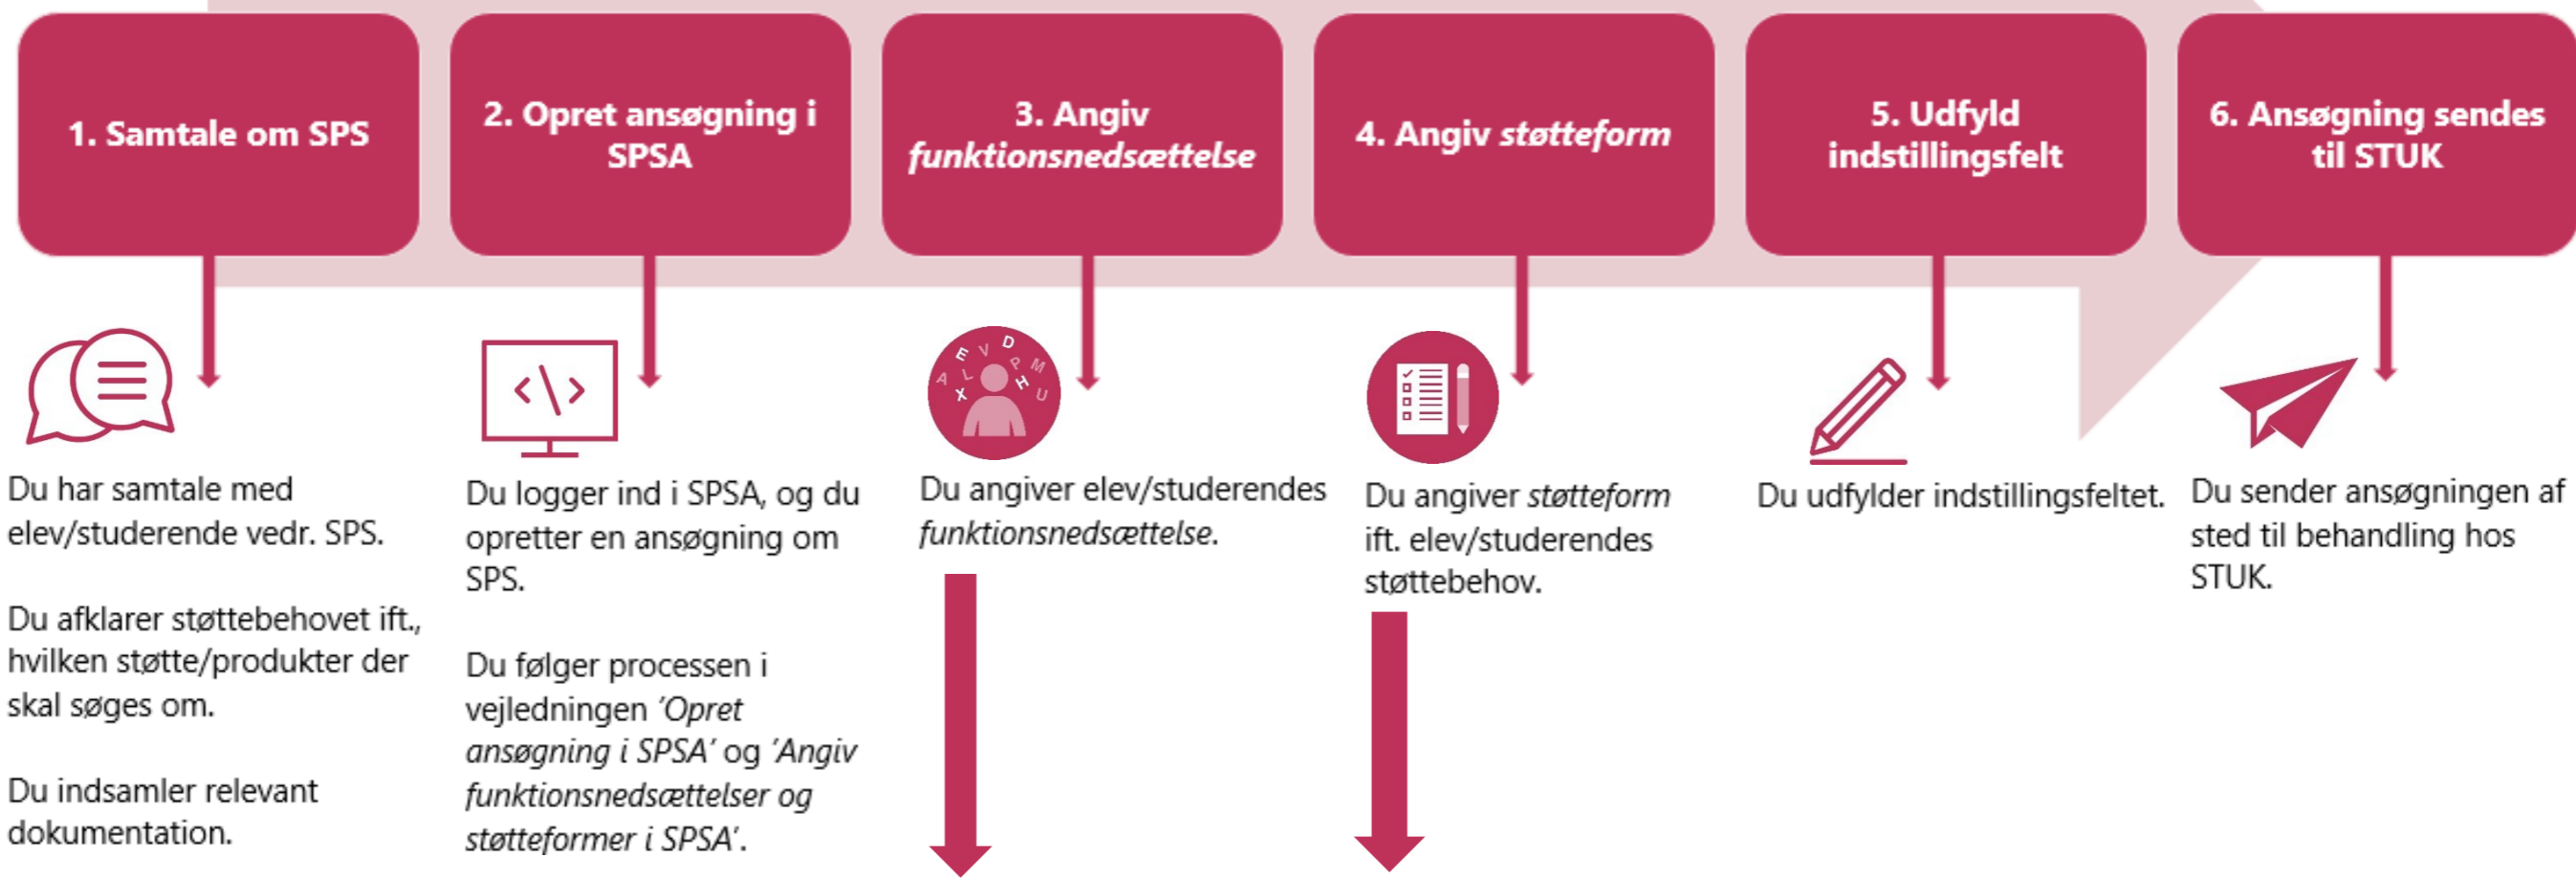 1. Samtale om SPS
2. Opret ansøgning i
SPSA
3. Angiv
funktionsnedsættelse
4. Angiv støtteform
5. Udfyld
indstillingsfelt
6. Ansøgning sendes
til STUK
E V D
A L P M
X H U
Du har samtale med
elev/studerende vedr. SPS.
Du afklarer støttebehovet ift.,
hvilken støtte/produkter der
skal søges om.
Du indsamler relevant
dokumentation.
</>
Du logger ind i SPSA, og du
opretter en ansøgning om
SPS.
Du følger processen i
vejledningen ’Opret
ansøgning i SPSA’ og ’Angiv
funktionsnedsættelser og
støtteformer i SPSA’.
Du angiver elev/studerendes
funktionsnedsættelse.
Du angiver støtteform
ift. elev/studerendes
støttebehov.
Du udfylder indstillingsfeltet.
Du sender ansøgningen af
sted til behandling hos
STUK.